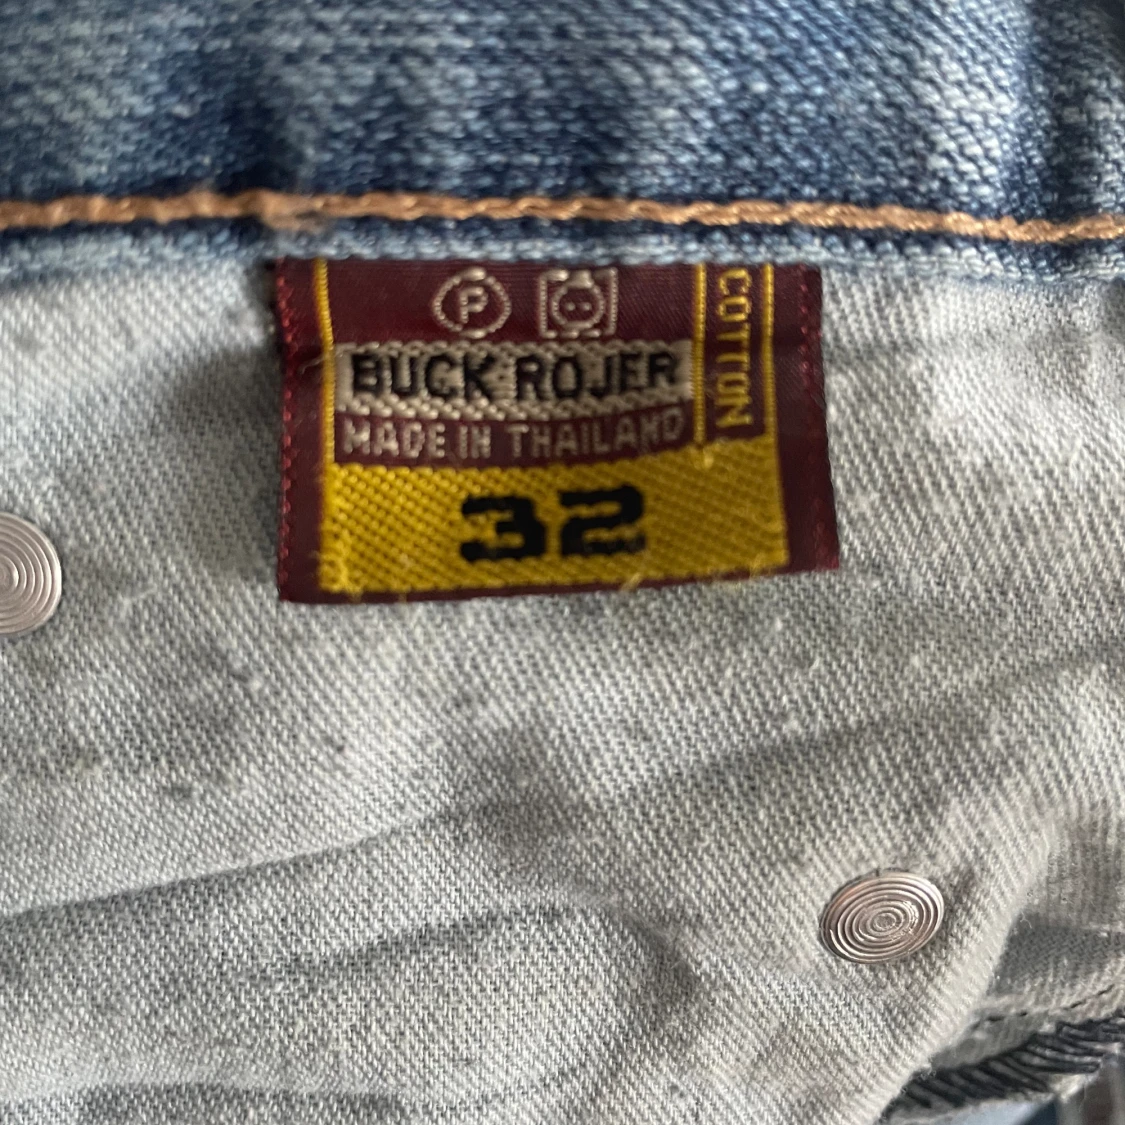 P
BUCK ROJER
MADE IN THAILAND
COTTON
32